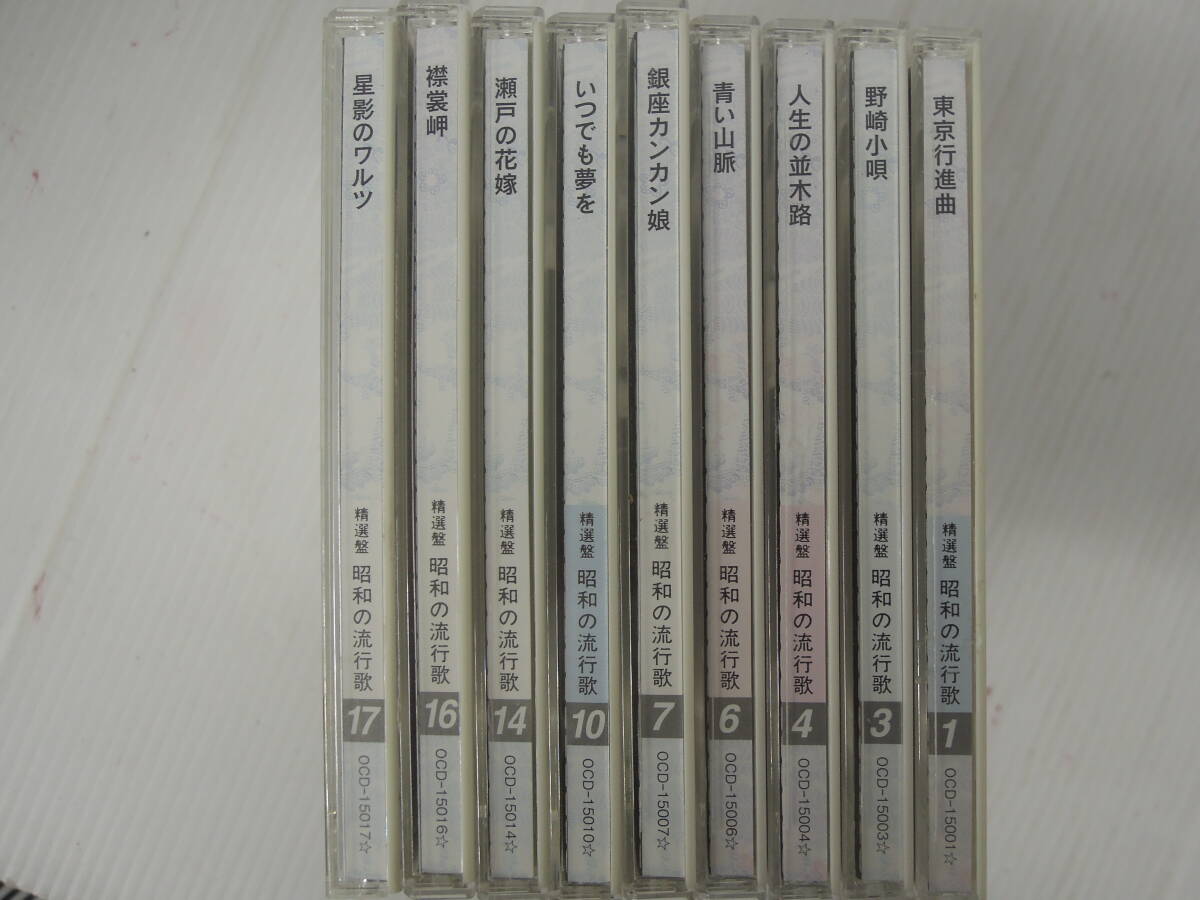 星影のワルツ 精選盤 昭和の流行歌 17 OCD-15017☆
襟裳岬 精選盤 昭和の流行歌 16 OCD-15016☆
瀬戸の花嫁 精選盤 昭和の流行歌 14 OCD-15014☆
いつでも夢を 精選盤 昭和の流行歌 10 OCD-15010☆
銀座カンカン娘 精選盤 昭和の流行歌 7 OCD-15007☆
青い山脈 精選盤 昭和の流行歌 6 OCD-15006☆
人生の並木路 精選盤 昭和の流行歌 4 OCD-15004☆
野崎小唄 精選盤 昭和の流行歌 3 OCD-15003☆
東京行進曲 精選盤 昭和の流行歌 1 OCD-15001☆